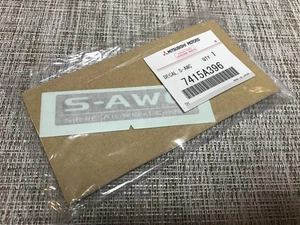 MITSUBISHI MOTORS
DECAL, S-AWC QTY 1
7415A396
S-AWC